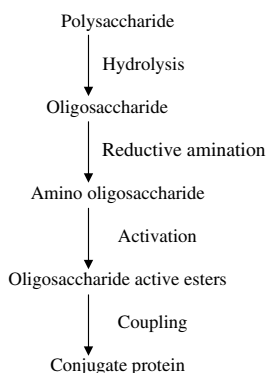 Polysaccharide
Hydrolysis
Oligosaccharide
Reductive amination
Amino oligosaccharide
Activation
Oligosaccharide active esters
Coupling
Conjugate protein